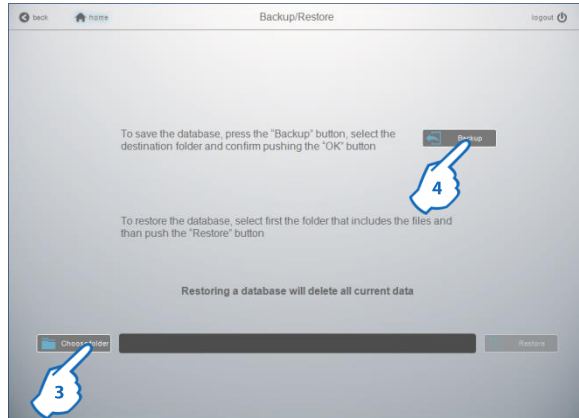 back
home
Backup/Restore
logout
To save the database, press the "Backup" button, select the
destination folder and confirm pushing the "OK" button
Backup
4
To restore the database, select first the folder that includes the files and
than push the "Restore" button
Restoring a database will delete all current data
Choose folder
Restore
3